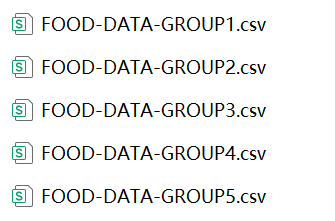 FOOD-DATA-GROUP1.csv
FOOD-DATA-GROUP2.csv
FOOD-DATA-GROUP3.csv
FOOD-DATA-GROUP4.csv
FOOD-DATA-GROUP5.csv